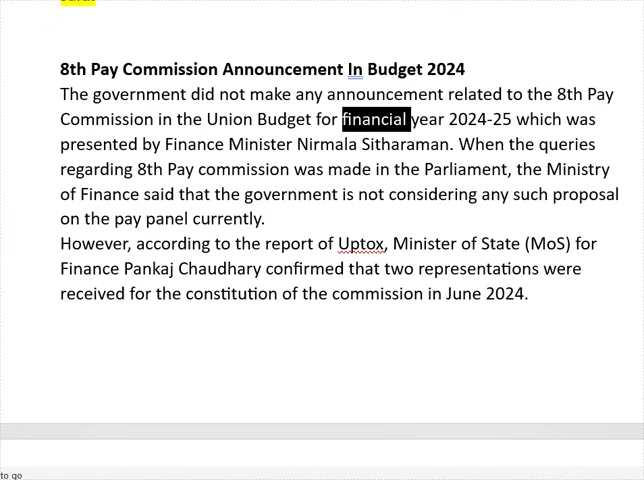 8th Pay Commission Announcement In Budget 2024
The government did not make any announcement related to the 8th Pay
Commission in the Union Budget for financial year 2024-25 which was
presented by Finance Minister Nirmala Sitharaman. When the queries
regarding 8th Pay commission was made in the Parliament, the Ministry
of Finance said that the government is not considering any such proposal
on the pay panel currently.
However, according to the report of Uptox, Minister of State (MoS) for
Finance Pankaj Chaudhary confirmed that two representations were
received for the constitution of the commission in June 2024.
to go